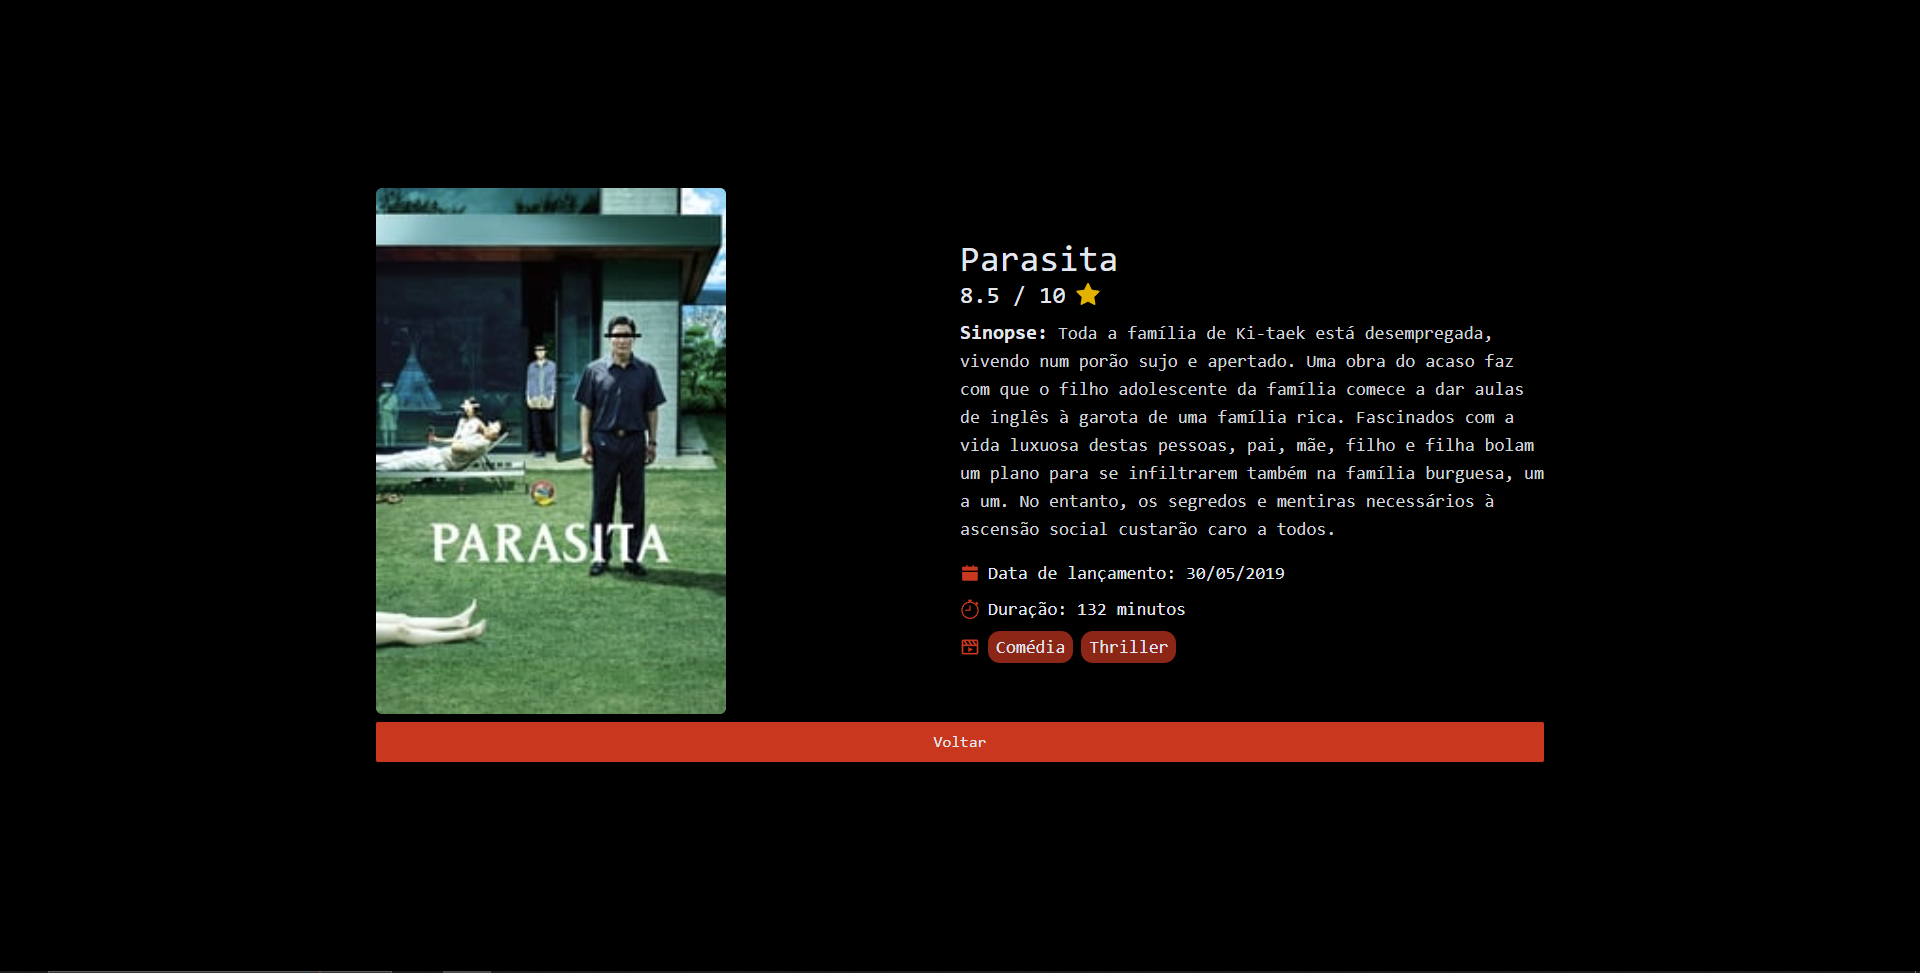 PARASITA
Parasita
8.5 / 10
Sinopse: Toda a família de Ki-taek está desempregada,
vivendo num porão sujo e apertado. Uma obra do acaso faz
com que o filho adolescente da família comece a dar aulas
de inglês à garota de uma família rica. Fascinados com a
vida luxuosa destas pessoas, pai, mãe, filho e filha bolam
um plano para se infiltrarem também na família burguesa, um
a um. No entanto, os segredos e mentiras necessários à
ascensão social custarão caro a todos.
Data de lançamento: 30/05/2019
Duração: 132 minutos
Comédia Thriller
Voltar